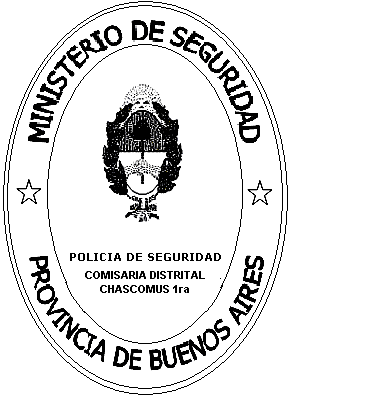 MINISTERIO DE SEGURIDAD
POLICIA DE SEGURIDAD
COMISARIA DISTRITAL
CHASCOMUS 1ra
PROVINCIA DE BUENOS AIRES